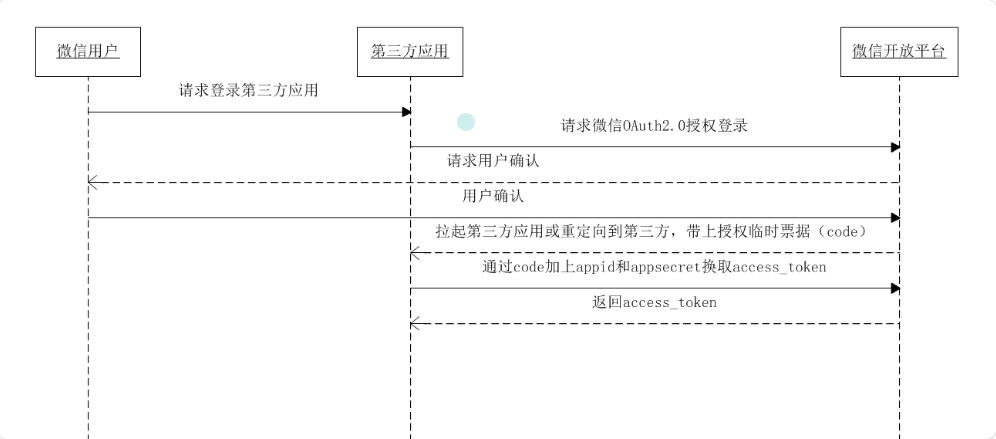 微信用户
第三方应用
微信开放平台
请求登录第三方应用
请求微信OAuth2.0授权登录
请求用户确认
用户确认
拉起第三方应用或重定向到第三方，带上授权临时票据（code）
通过code加上appid和appsecret换取access_token
返回access_token